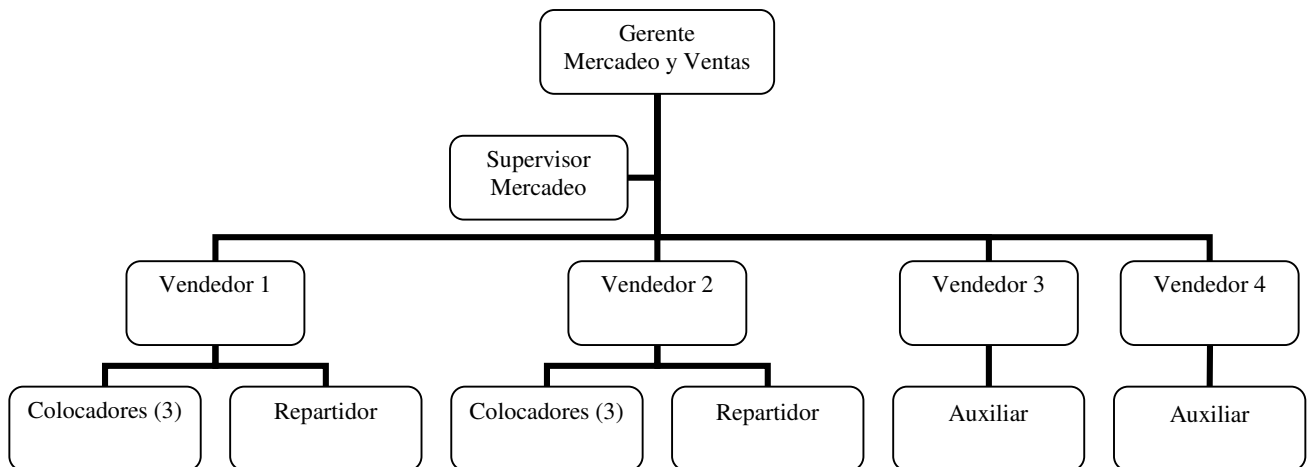 Gerente
Mercadeo y Ventas
Supervisor
Mercadeo
Vendedor 1
Vendedor 2
Vendedor 3
Vendedor 4
Colocadores (3)
Repartidor
Colocadores (3)
Repartidor
Auxiliar
Auxiliar